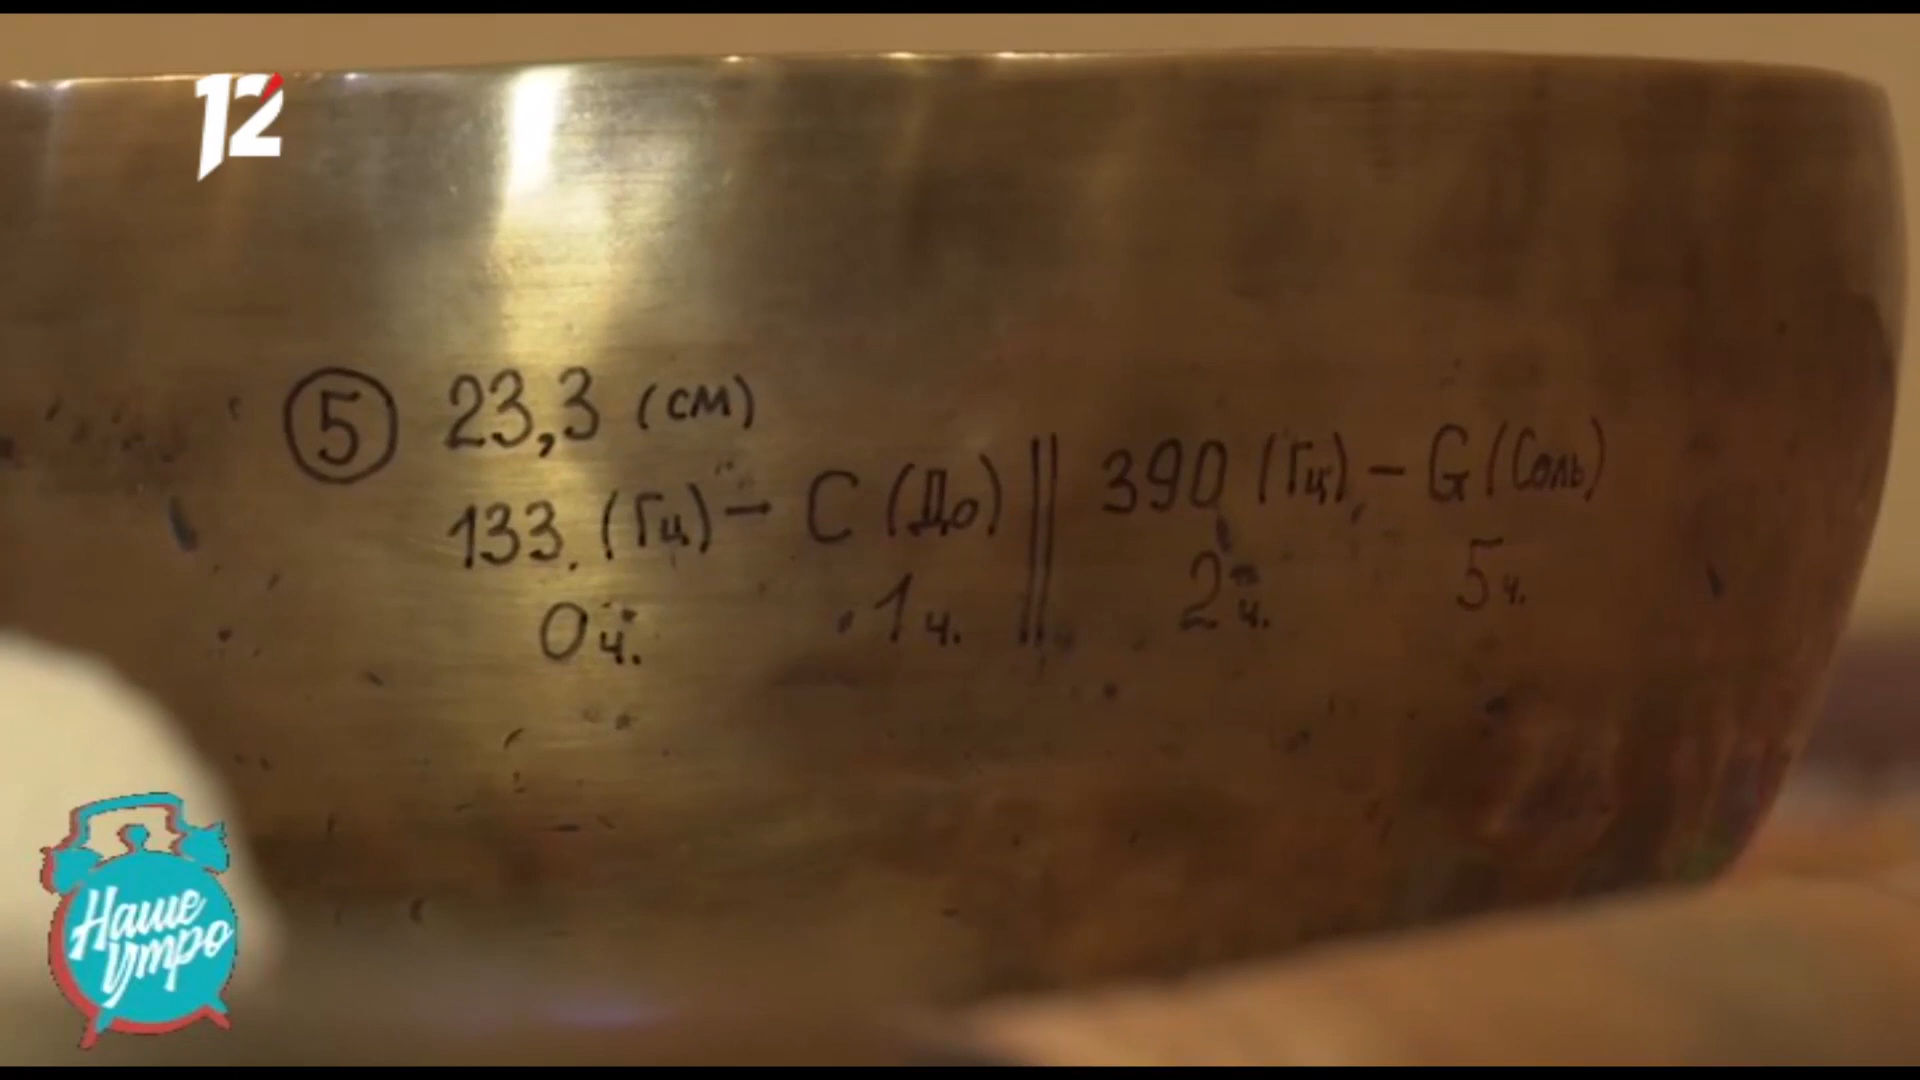 12
⑤ 23,3 (см)
133. (Гц) – С (До) || 390 (Гц) – G (Соль)
0ч. 1ч. 2ч. 5ч.
Наше
Утро